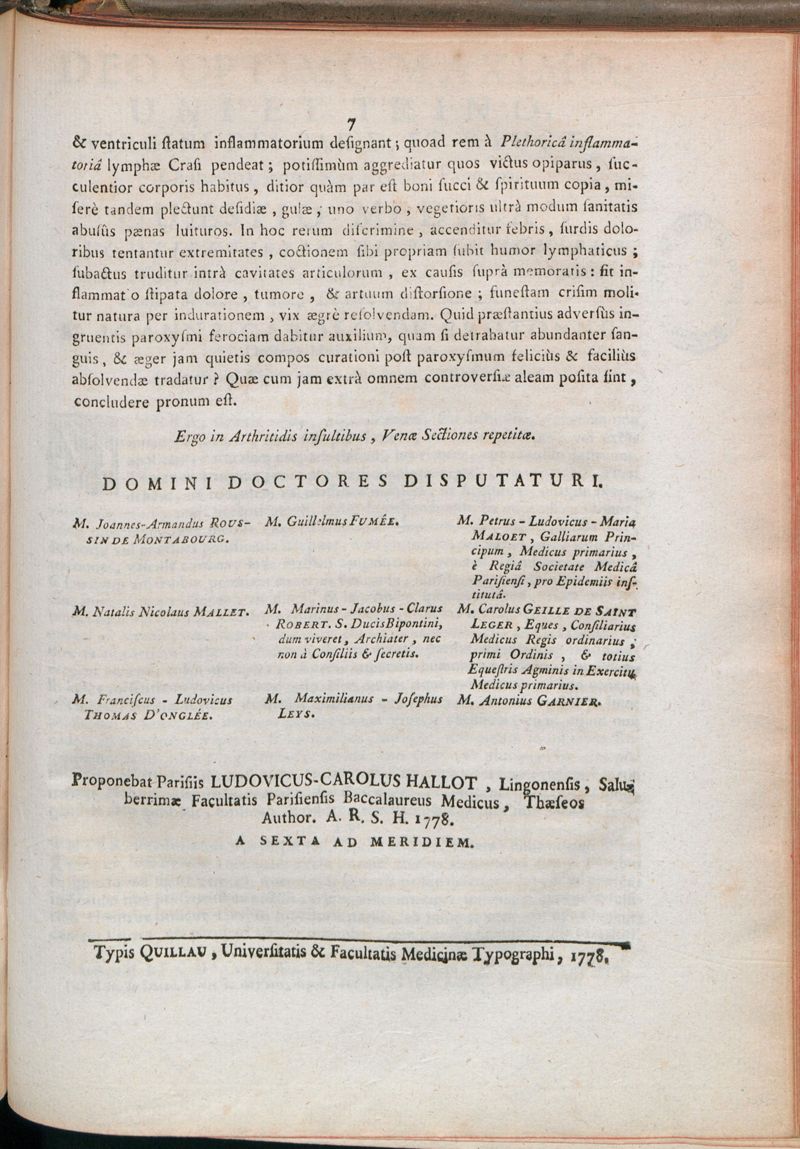 7
& ventriculi ſtatum inflammatorium deſignant ; quoad rem à Plethoricâ inflamma-
toriâ lymphæ Craſi pendeat ; potiſſimùm aggrediatur quos victus opiparus , ſuc-
culentior corporis habitus , ditior quàm par eſt boni ſucci & ſpirituum copia , mi-
ſerè tandem plectunt deſidiæ , gulæ , uno verbo , vegetioris ultrà modum ſanitatis
abuſûs pænas luituros. In hoc rerum diſcrimine , accenditur febris , ſurdis dolo-
ribus tentantur extremitates , coctionem ſibi propriam ſubit humor lymphaticus ;
ſubactus truditur intrà cavitates articulorum , ex cauſis ſuprà memoratis : fit in-
flammat o ſtipata dolore , tumore , & artuum diſtorſione ; funeſtam criſim moli-
tur natura per indurationem , vix ægrè reſolvendam. Quid præſtantius adverſùs in-
gruentis paroxyſmi ferociam dabitur auxilium, quam ſi detrabatur abundanter ſan-
guis , & æger jam quietis compos curationi poſt paroxyſmum feliciùs & faciliùs
abſolvendæ tradatur ? Quæ cum jam extrà omnem controverſiæ aleam poſita ſint ,
concludere pronum eſt.
Ergo in Arthritidis inſultibus , Venæ Sectiones repetitæ.
DOMINI DOCTORES DISPUTATURI.
M. Joannes-Armandus ROUS-
SIN DE MONTABOURG.
M. Guillelmus FUMÉE.
M. Petrus - Ludovicus - Maria
MALOET , Galliarum Prin-
cipum , Medicus primarius ,
è Regiâ Societate Medicâ
Pariſienſi , pro Epidemiis inſ-
titutâ.
M. Natalis Nicolaus MALLET.
M. Marinus - Jacobus - Clarus
ROBERT. S. Ducis Bipontini,
dum viveret , Archiater , nec
non à Conſiliis & ſecretis.
M. Carolus GEILLE DE SAINT
LEGER , Eques , Conſiliarius
Medicus Regis ordinarius ;
primi Ordinis , & totius
Equeſtris Agminis in Exercitu,
Medicus primarius.
M. Franciſcus - Ludovicus
THOMAS D'ONGLÉE.
M. Maximilianus - Joſephus
LEYS.
M. Antonius GARNIER.
Proponebat Pariſiis LUDOVICUS-CAROLUS HALLOT , Lingonenſis , Salu-
berrimæ Facultatis Pariſienſis Baccalaureus Medicus , Thæſeos
Author. A. R. S. H. 1778.
A SEXTA AD MERIDIEM.
Typis QUILLAU , Univerſitatis & Facultatis Medicinæ Typographi , 1778.